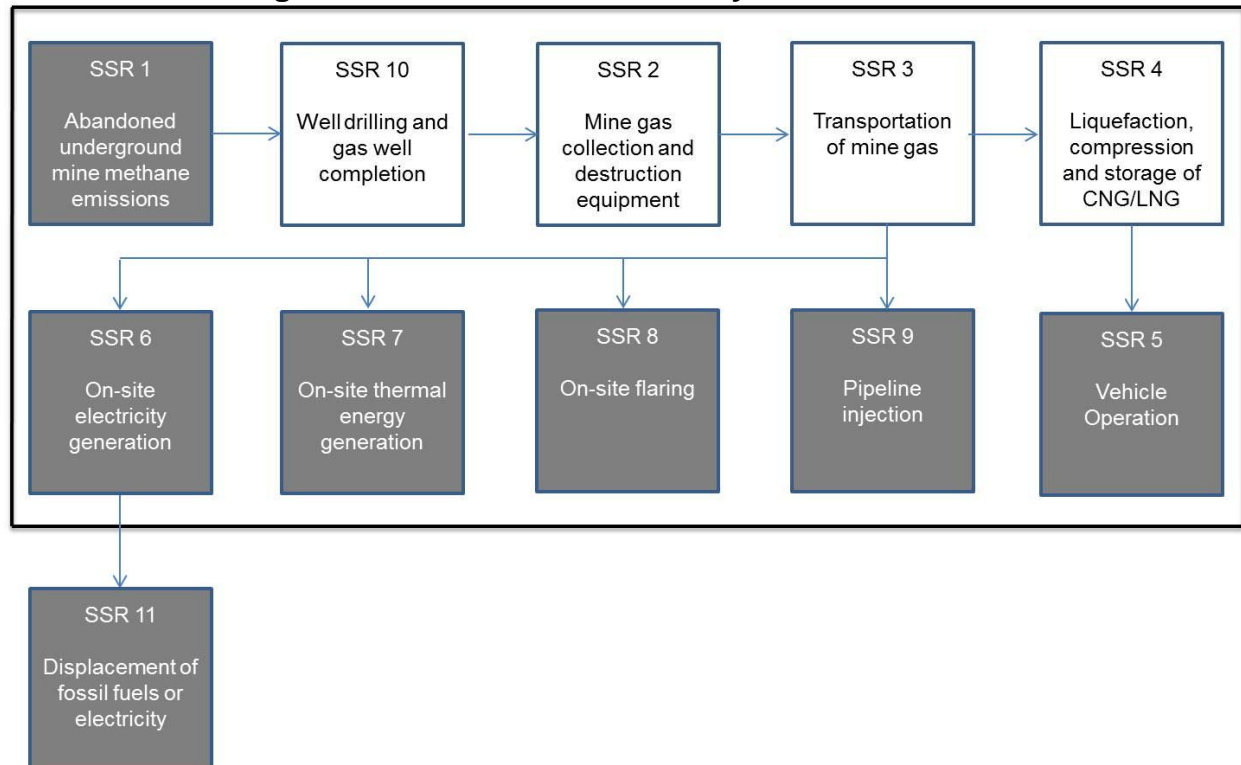 SSR 1
Abandoned
underground
mine methane
emissions
SSR 10
Well drilling and
gas well
completion
SSR 2
Mine gas
collection and
destruction
equipment
SSR 3
Transportation
of mine gas
SSR 4
Liquefaction,
compression
and storage of
CNG/LNG
SSR 6
On-site
electricity
generation
SSR 7
On-site thermal
energy
generation
SSR 8
On-site flaring
SSR 9
Pipeline
injection
SSR 5
Vehicle
Operation
SSR 11
Displacement of
fossil fuels or
electricity